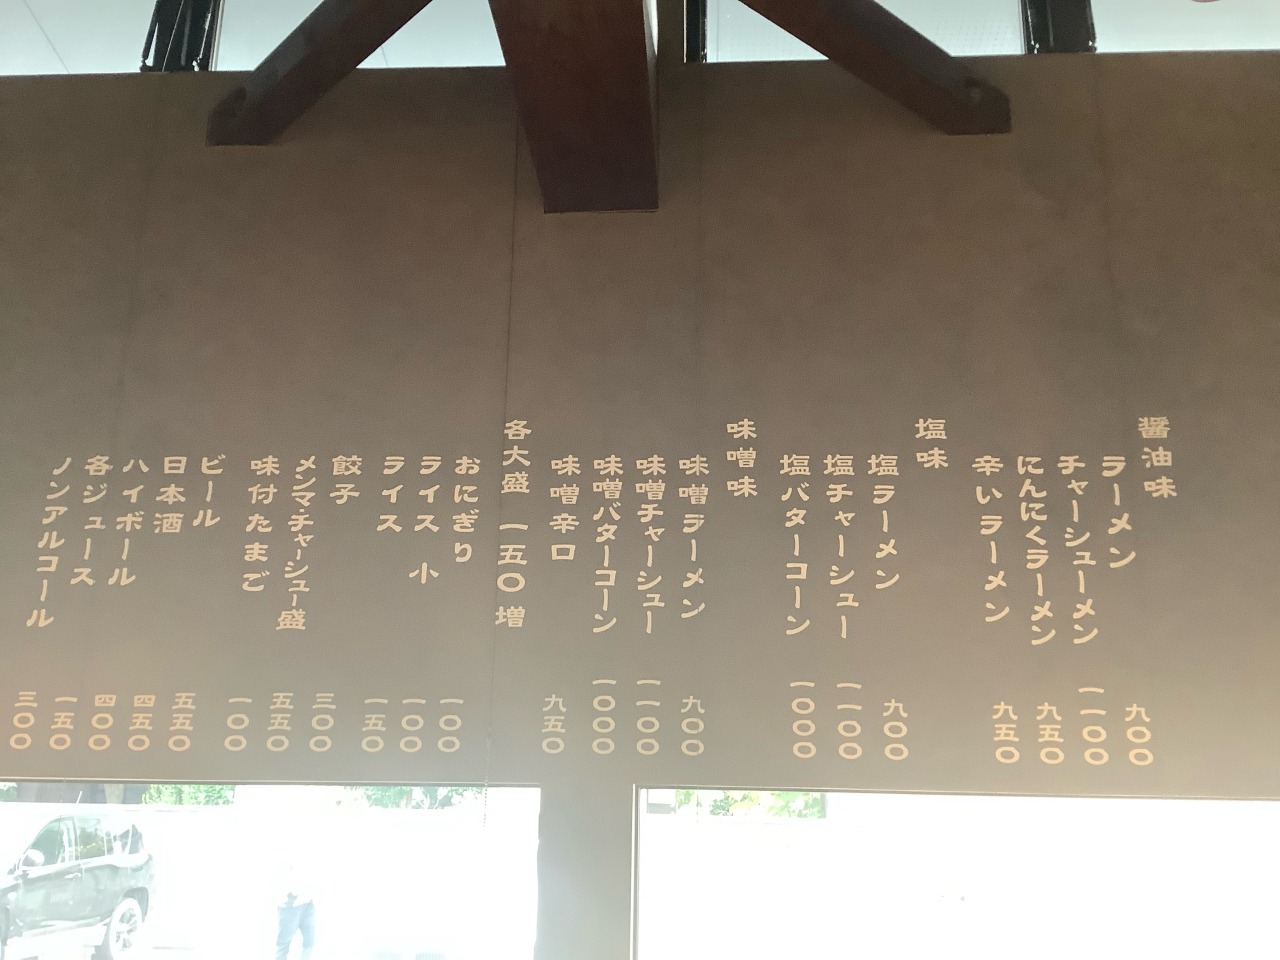 醤油味
ラーメン 九〇〇
チャーシューメン 一一〇〇
にんにくラーメン 九五〇
辛いラーメン 九五〇
塩味
塩ラーメン 九〇〇
塩チャーシュー 一一〇〇
塩バターコーン 一〇〇〇
味噌味
味噌ラーメン 九〇〇
味噌チャーシュー 一一〇〇
味噌バターコーン 一〇〇〇
味噌辛口 九五〇
各大盛 一五〇増
おにぎり 一〇〇
ライス 小 一〇〇
ライス 一五〇
餃子 三〇〇
メンマ・チャーシュー盛 五五〇
味付たまご 一〇〇
ビール 五五〇
日本酒 四五〇
ハイボール 四〇〇
各ジュース 一五〇
ノンアルコール 三〇〇